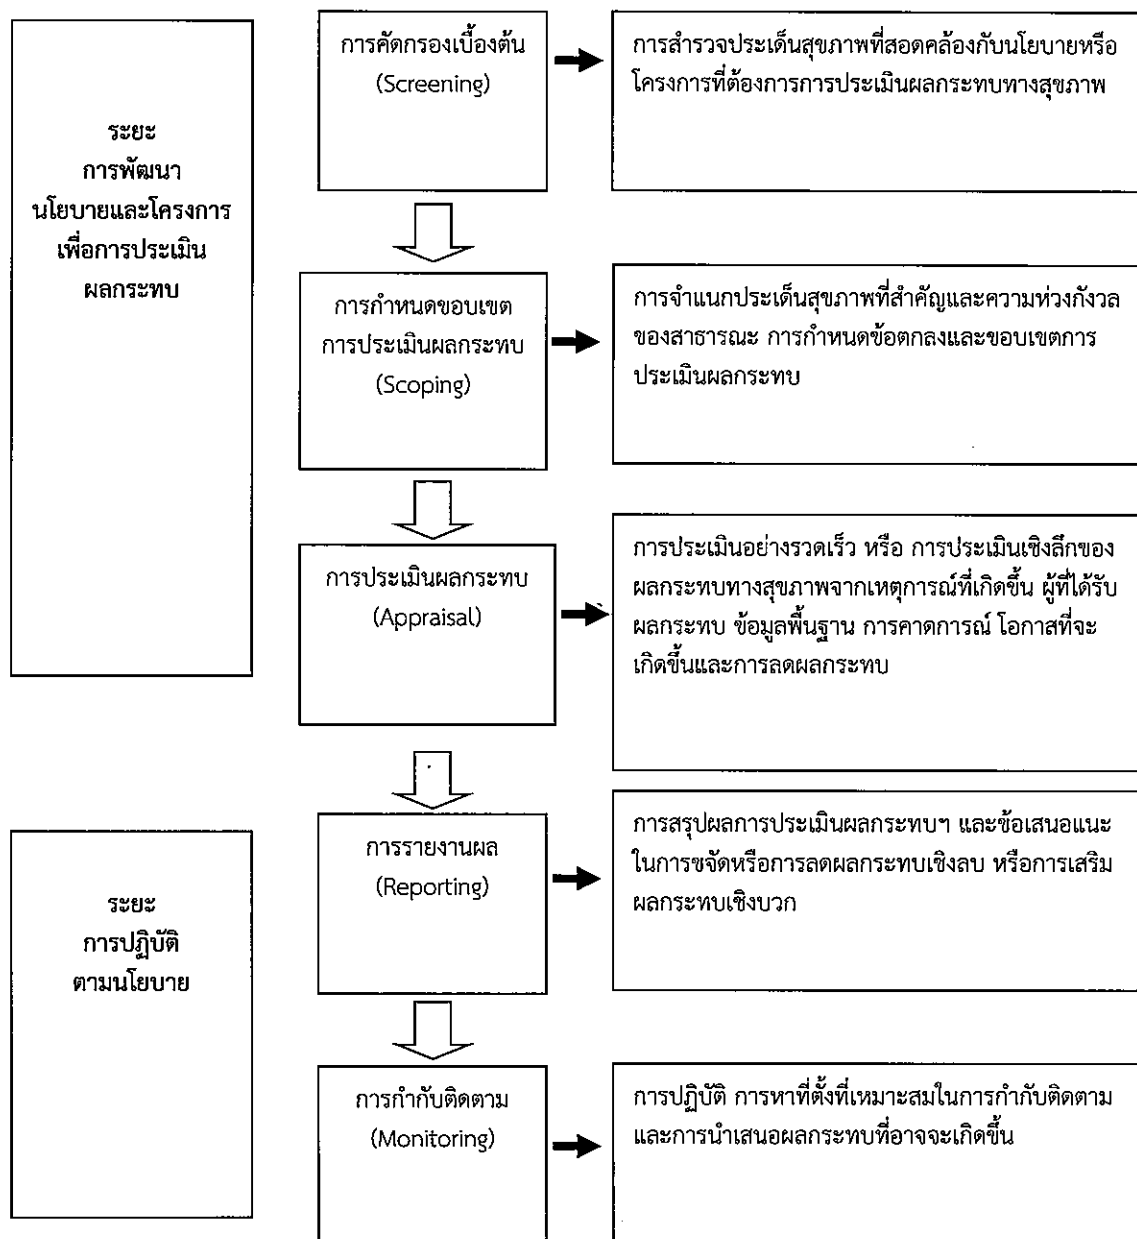 ระยะ
การพัฒนา
นโยบายและโครงการ
เพื่อการประเมิน
ผลกระทบ
การคัดกรองเบื้องต้น
(Screening)
การสำรวจประเด็นสุขภาพที่สอดคล้องกับนโยบายหรือ
โครงการที่ต้องการการประเมินผลกระทบทางสุขภาพ
การกำหนดขอบเขต
การประเมินผลกระทบ
(Scoping)
การจำแนกประเด็นสุขภาพที่สำคัญและความห่วงกังวล
ของสาธารณะ การกำหนดข้อตกลงและขอบเขตการ
ประเมินผลกระทบ
การประเมินผลกระทบ
(Appraisal)
การประเมินอย่างรวดเร็ว หรือ การประเมินเชิงลึกของ
ผลกระทบทางสุขภาพจากเหตุการณ์ที่เกิดขึ้น ผู้ที่ได้รับ
ผลกระทบ ข้อมูลพื้นฐาน การคาดการณ์ โอกาสที่จะ
เกิดขึ้นและการลดผลกระทบ
ระยะ
การปฏิบัติ
ตามนโยบาย
การรายงานผล
(Reporting)
การสรุปผลการประเมินผลกระทบฯ และข้อเสนอแนะ
ในการขจัดหรือการลดผลกระทบเชิงลบ หรือการเสริม
ผลกระทบเชิงบวก
การกำกับติดตาม
(Monitoring)
การปฏิบัติ การหาที่ตั้งที่เหมาะสมในการกำกับติดตาม
และการนำเสนอผลกระทบที่อาจจะเกิดขึ้น